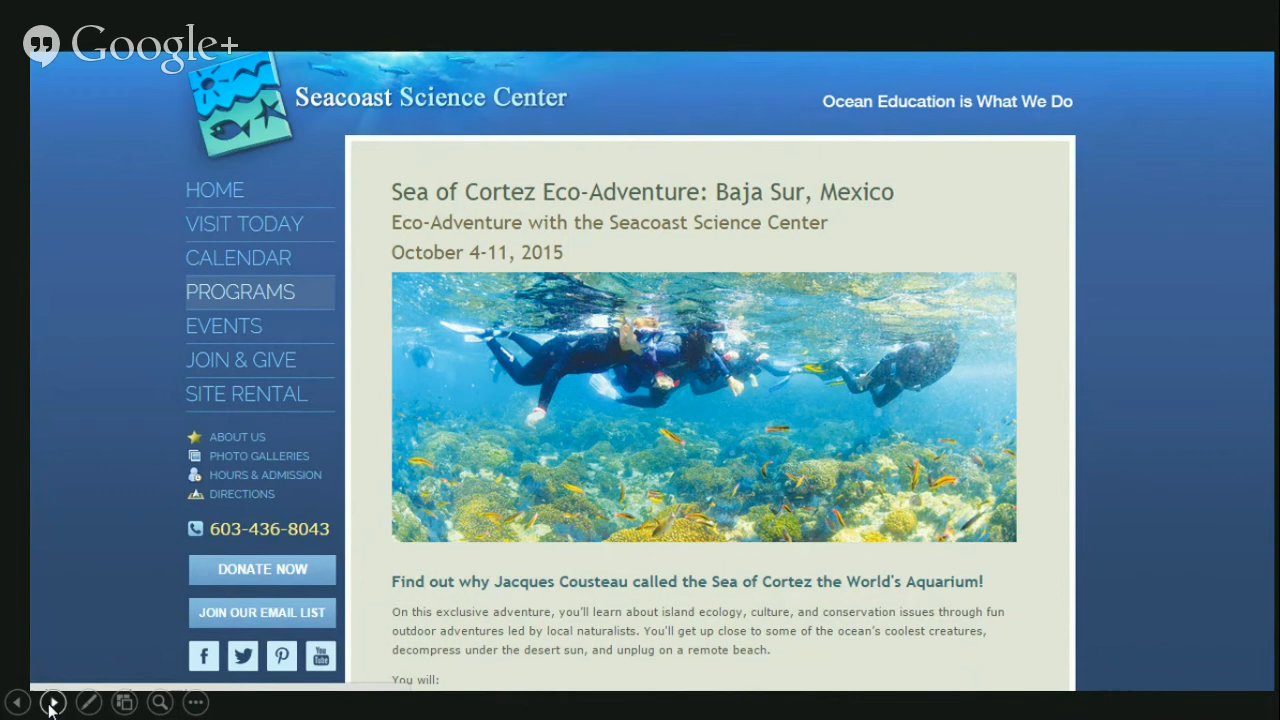 Google+
Seacoast Science Center
Ocean Education is What We Do
HOME
VISIT TODAY
CALENDAR
PROGRAMS
EVENTS
JOIN & GIVE
SITE RENTAL
ABOUT US
PHOTO GALLERIES
HOURS & ADMISSION
DIRECTIONS
603-436-8043
DONATE NOW
JOIN OUR EMAIL LIST
You
Tube
Sea of Cortez Eco-Adventure: Baja Sur, Mexico
Eco-Adventure with the Seacoast Science Center
October 4-11, 2015
Find out why Jacques Cousteau called the Sea of Cortez the World's Aquarium!
On this exclusive adventure, you’ll learn about island ecology, culture, and conservation issues through fun
outdoor adventures led by local naturalists. You'll get up close to some of the ocean’s coolest creatures,
decompress under the desert sun, and unplug on a remote beach.
You will: